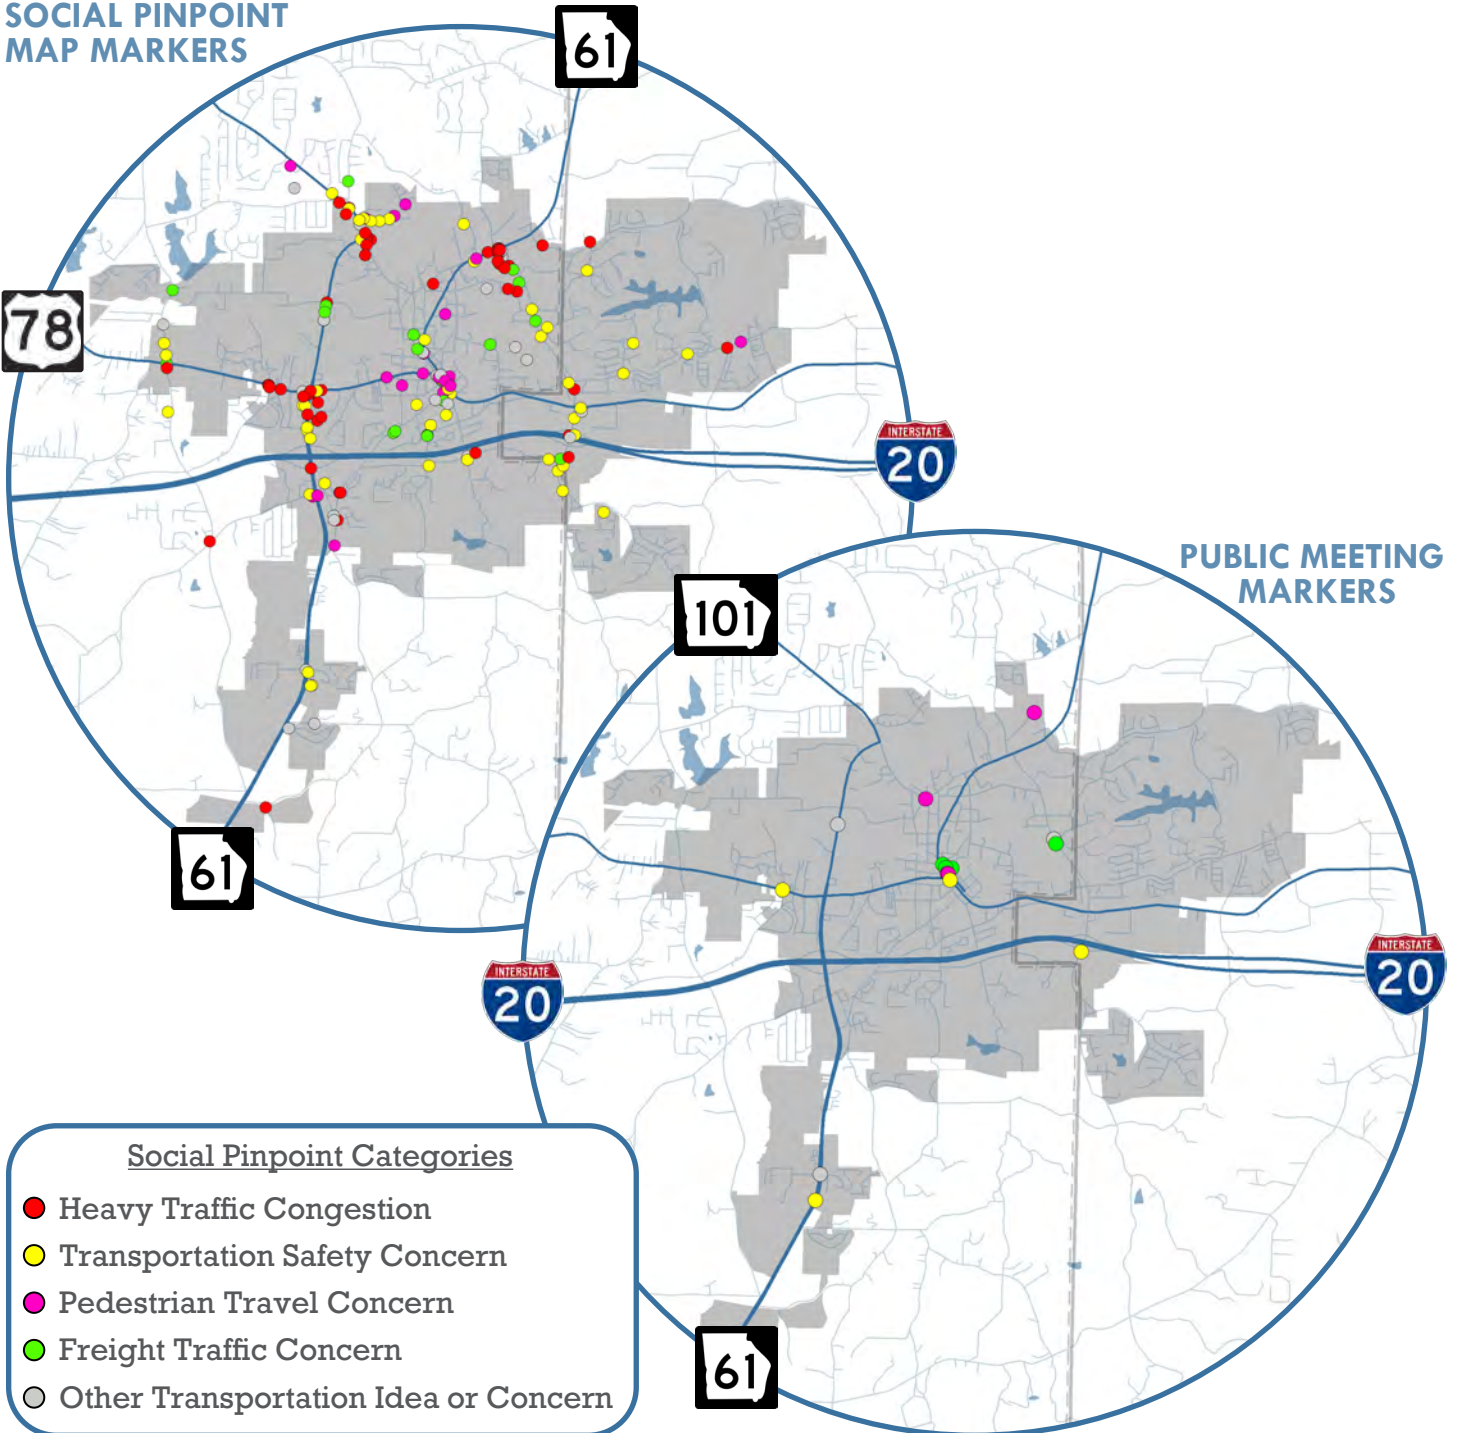 SOCIAL PINPOINT
MAP MARKERS
61
78
INTERSTATE
20
61
PUBLIC MEETING
MARKERS
101
INTERSTATE
20
INTERSTATE
20
61
Social Pinpoint Categories
Heavy Traffic Congestion
Transportation Safety Concern
Pedestrian Travel Concern
Freight Traffic Concern
Other Transportation Idea or Concern